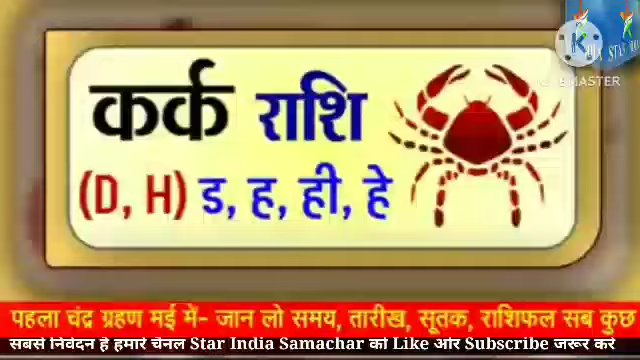 कर्क राशि
(D, H) ड, ह, ही, हे
पहला चंद्र ग्रहण मई में- जान लो समय, तारीख, सूतक, राशिफल सब कुछ
सबसे निवेदन है हमारे चैनल Star India Samachar को Like और Subscribe जरूर करें